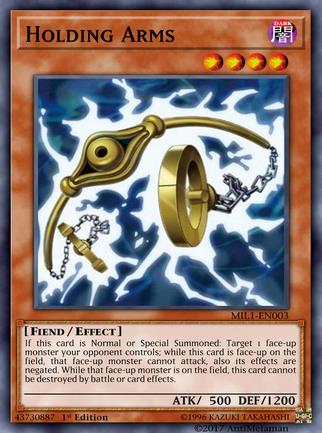 Holding Arms
DARK
闇
MIL1-EN003
[Fiend / Effect]
If this card is Normal or Special Summoned: Target 1 face-up
monster your opponent controls; while this card is face-up on the
field, that face-up monster cannot attack, also its effects are
negated. While that face-up monster is on the field, this card cannot
be destroyed by battle or card effects.
ATK/ 500 DEF/1200
43730887 1st Edition ©1996 KAZUKI TAKAHASHI
©2017 AntiMetaman